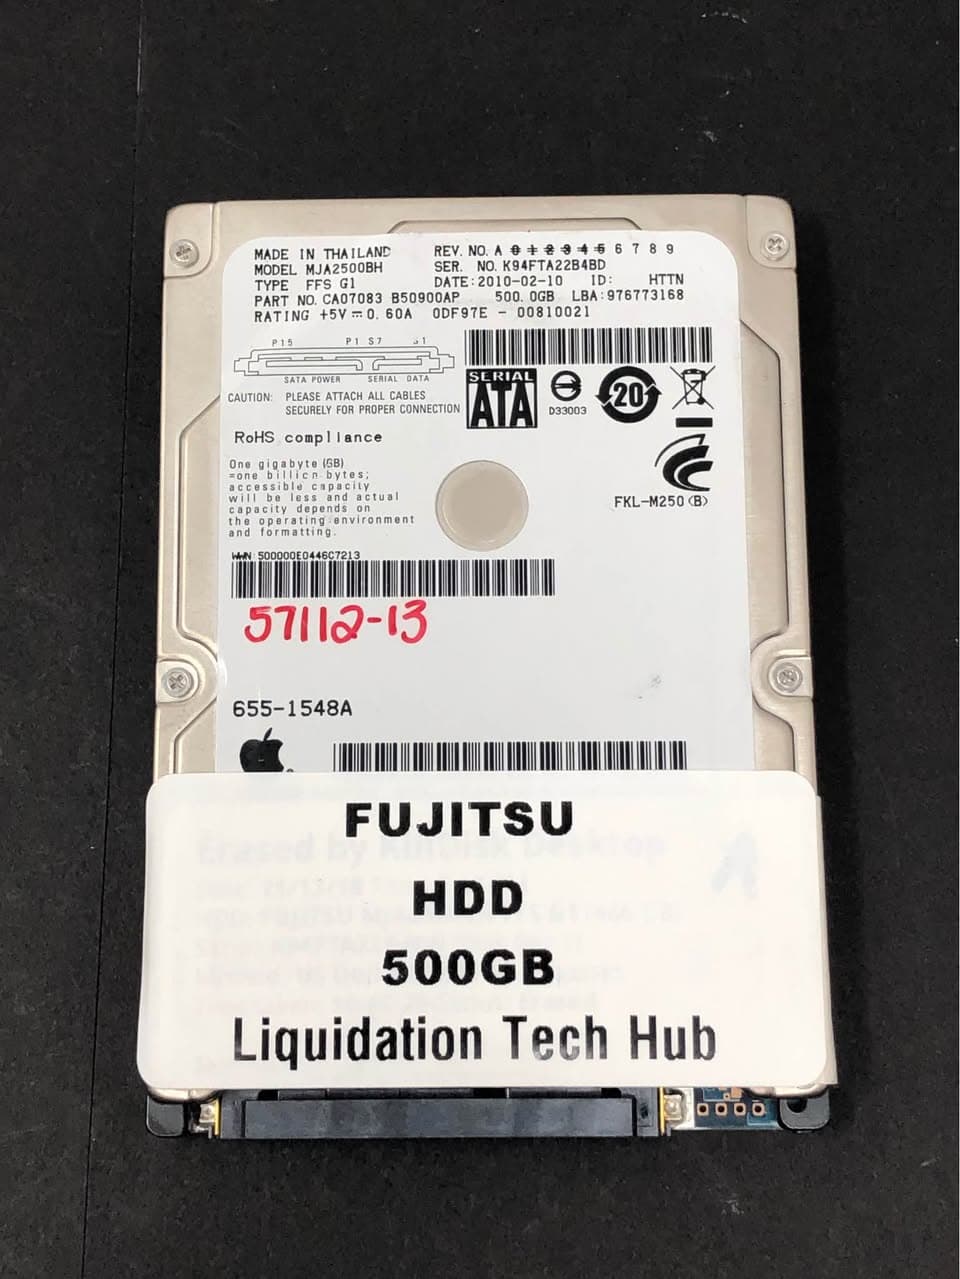 MADE IN THAILAND REV. NO. A 0 1 2 3 4 5 6 7 8 9
MODEL MJA2500BH SER. NO. K94FTA22B4BD
TYPE FFS G1 DATE:2010-02-10 ID: HTTN
PART NO. CA07083 B50900AP 500.0GB LBA:976773168
RATING +5V⎓0.60A 0DF97E - 00810021
P15 P1 S7 S1
SATA POWER SERIAL DATA
CAUTION: PLEASE ATTACH ALL CABLES
SECURELY FOR PROPER CONNECTION
SERIAL
ATA
D33003
20
RoHS compliance
One gigabyte (GB)
=one billion bytes;
accessible capacity
will be less and actual
capacity depends on
the operating environment
and formatting.
FKL-M250(B)
WWN:500000E0446C7213
57112-13
655-1548A
FUJITSU
HDD
500GB
Liquidation Tech Hub